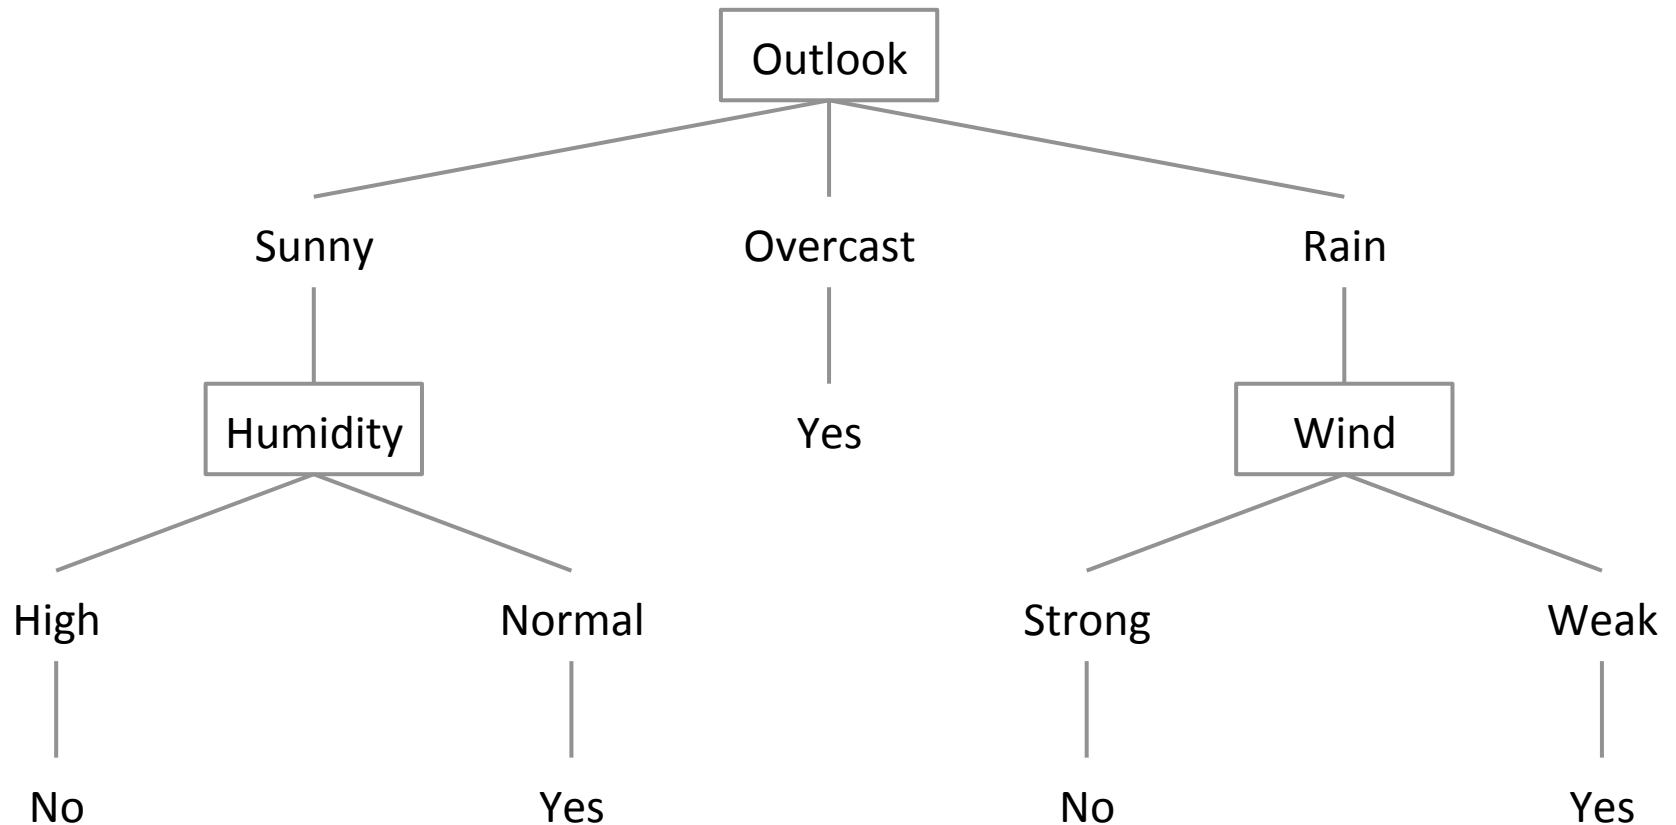 Outlook
Sunny Overcast Rain
Humidity Yes Wind
High Normal Strong Weak
No Yes No Yes